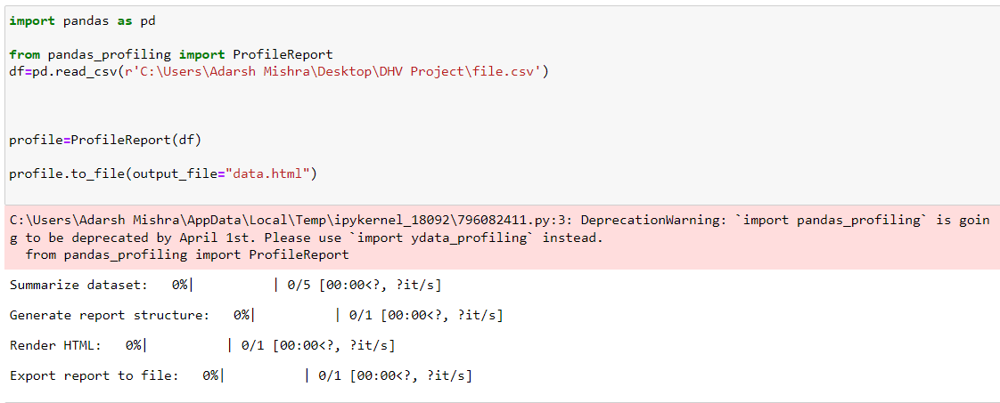 import pandas as pd
from pandas_profiling import ProfileReport
df=pd.read_csv(r'C:\Users\Adarsh Mishra\Desktop\DHV Project\file.csv')
profile=ProfileReport(df)
profile.to_file(output_file="data.html")
C:\Users\Adarsh Mishra\AppData\Local\Temp\ipykernel_18092\796082411.py:3: DeprecationWarning: `import pandas_profiling` is goin
g to be deprecated by April 1st. Please use `import ydata_profiling` instead.
  from pandas_profiling import ProfileReport
Summarize dataset:   0%|          | 0/5 [00:00<?, ?it/s]
Generate report structure:   0%|          | 0/1 [00:00<?, ?it/s]
Render HTML:   0%|          | 0/1 [00:00<?, ?it/s]
Export report to file:   0%|          | 0/1 [00:00<?, ?it/s]